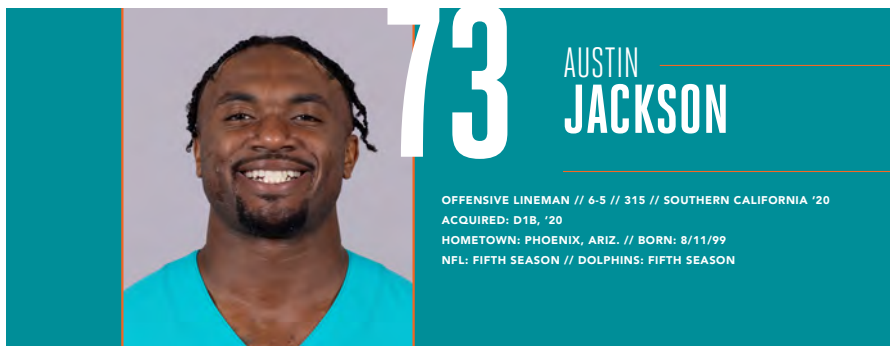 73
AUSTIN
JACKSON
OFFENSIVE LINEMAN // 6-5 // 315 // SOUTHERN CALIFORNIA ’20
ACQUIRED: D1B, ’20
HOMETOWN: PHOENIX, ARIZ. // BORN: 8/11/99
NFL: FIFTH SEASON // DOLPHINS: FIFTH SEASON